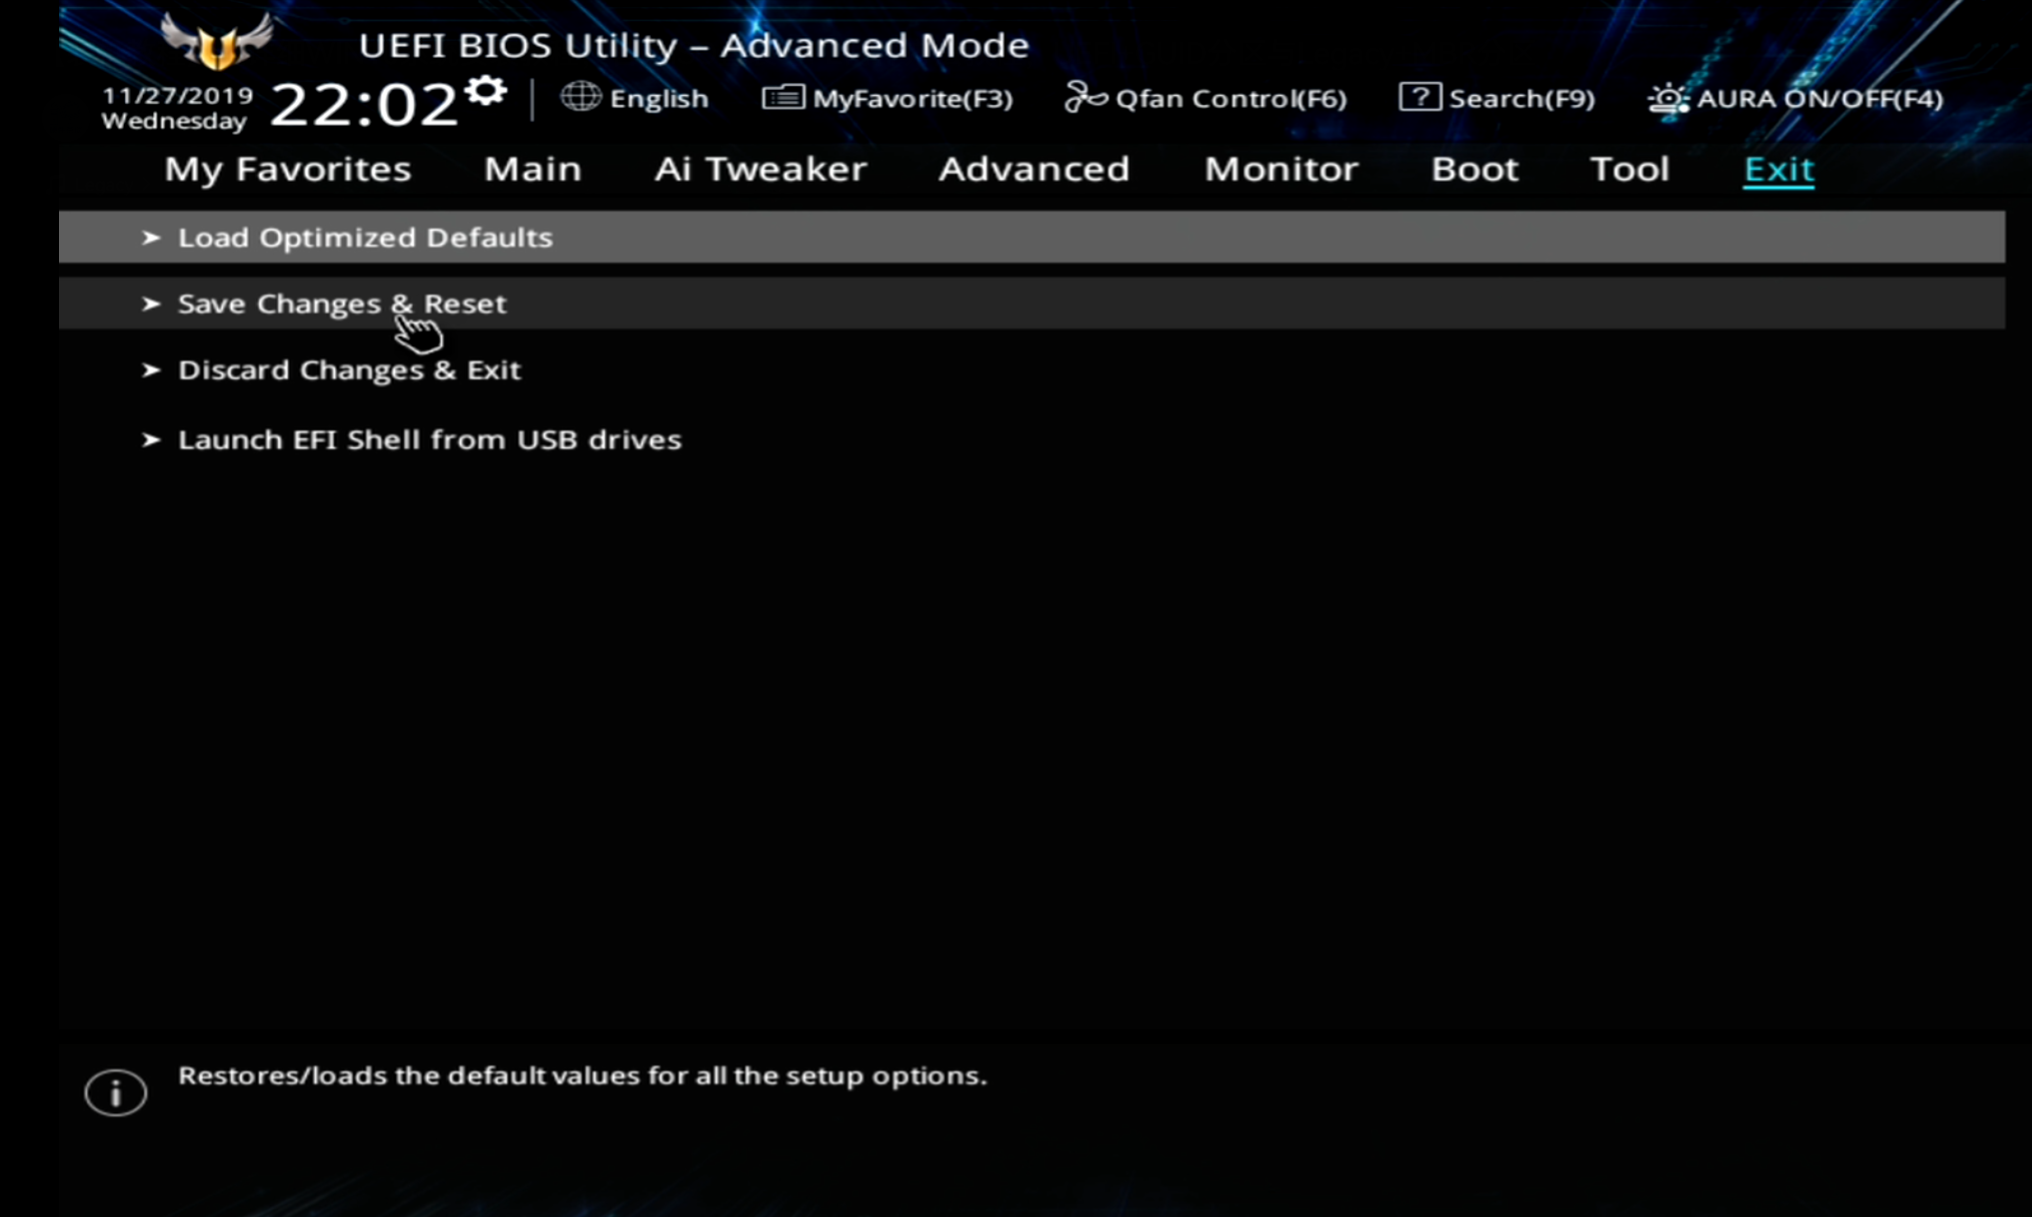 UEFI BIOS Utility – Advanced Mode
11/27/2019
Wednesday
22:02
English
MyFavorite(F3)
Qfan Control(F6)
? Search(F9)
AURA ON/OFF(F4)
My Favorites Main Ai Tweaker Advanced Monitor Boot Tool Exit
Load Optimized Defaults
Save Changes & Reset
Discard Changes & Exit
Launch EFI Shell from USB drives
i
Restores/loads the default values for all the setup options.